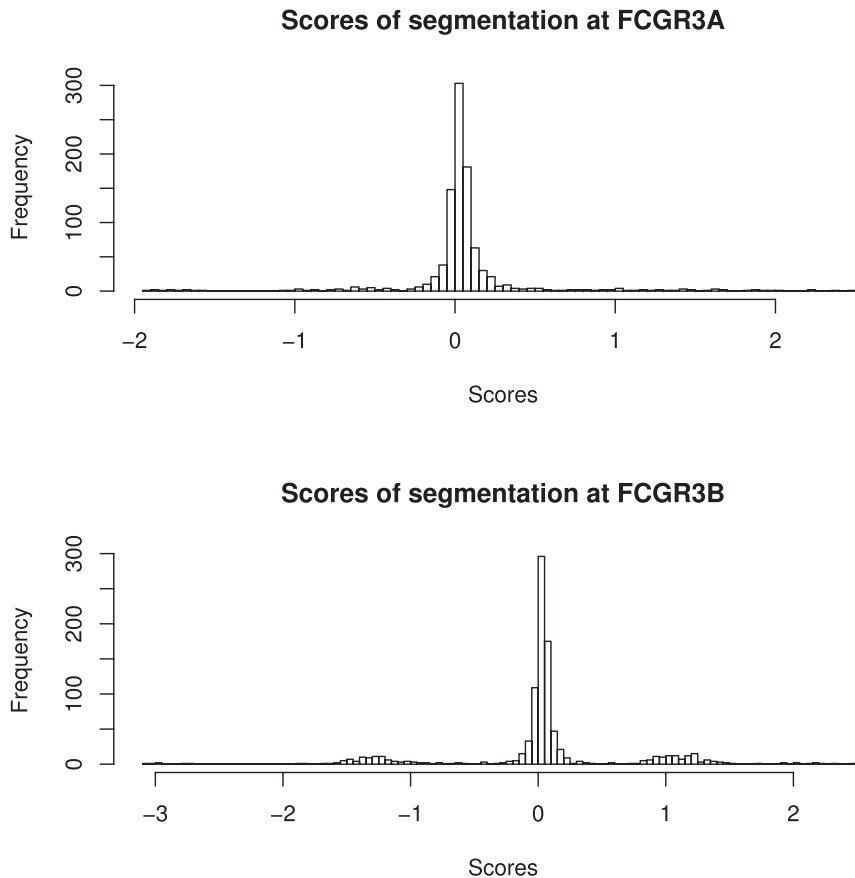 Scores of segmentation at FCGR3A
Frequency
300
200
100
0
−2 −1 0 1 2
Scores
Scores of segmentation at FCGR3B
Frequency
300
200
100
0
−3 −2 −1 0 1 2
Scores